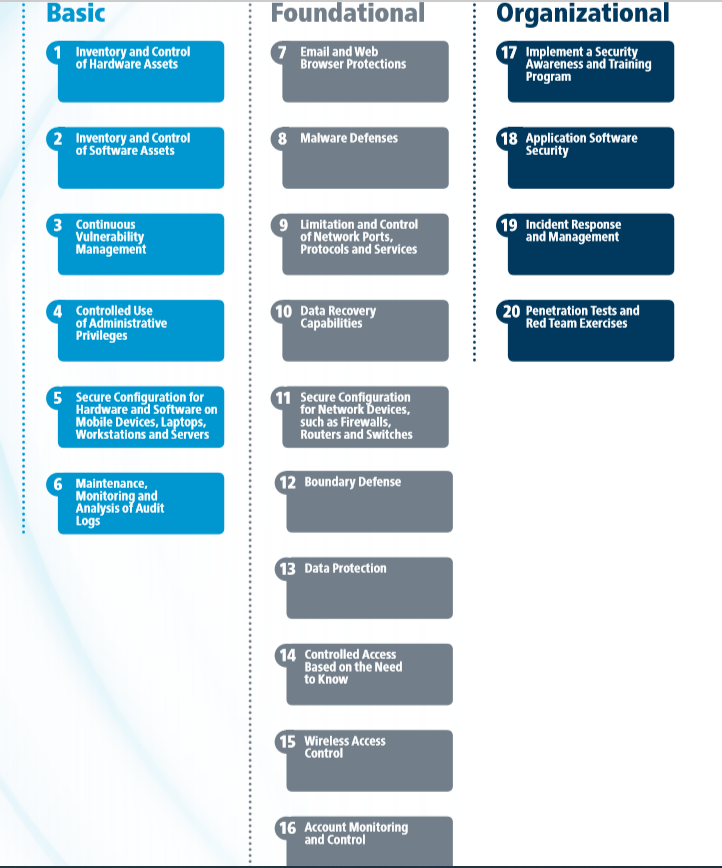 Basic
1 Inventory and Control
of Hardware Assets
2 Inventory and Control
of Software Assets
3 Continuous
Vulnerability
Management
4 Controlled Use
of Administrative
Privileges
5 Secure Configuration for
Hardware and Software on
Mobile Devices, Laptops,
Workstations and Servers
6 Maintenance,
Monitoring and
Analysis of Audit
Logs
Foundational
7 Email and Web
Browser Protections
8 Malware Defenses
9 Limitation and Control
of Network Ports,
Protocols and Services
10 Data Recovery
Capabilities
11 Secure Configuration
for Network Devices,
such as Firewalls,
Routers and Switches
12 Boundary Defense
13 Data Protection
14 Controlled Access
Based on the Need
to Know
15 Wireless Access
Control
16 Account Monitoring
and Control
Organizational
17 Implement a Security
Awareness and Training
Program
18 Application Software
Security
19 Incident Response
and Management
20 Penetration Tests and
Red Team Exercises